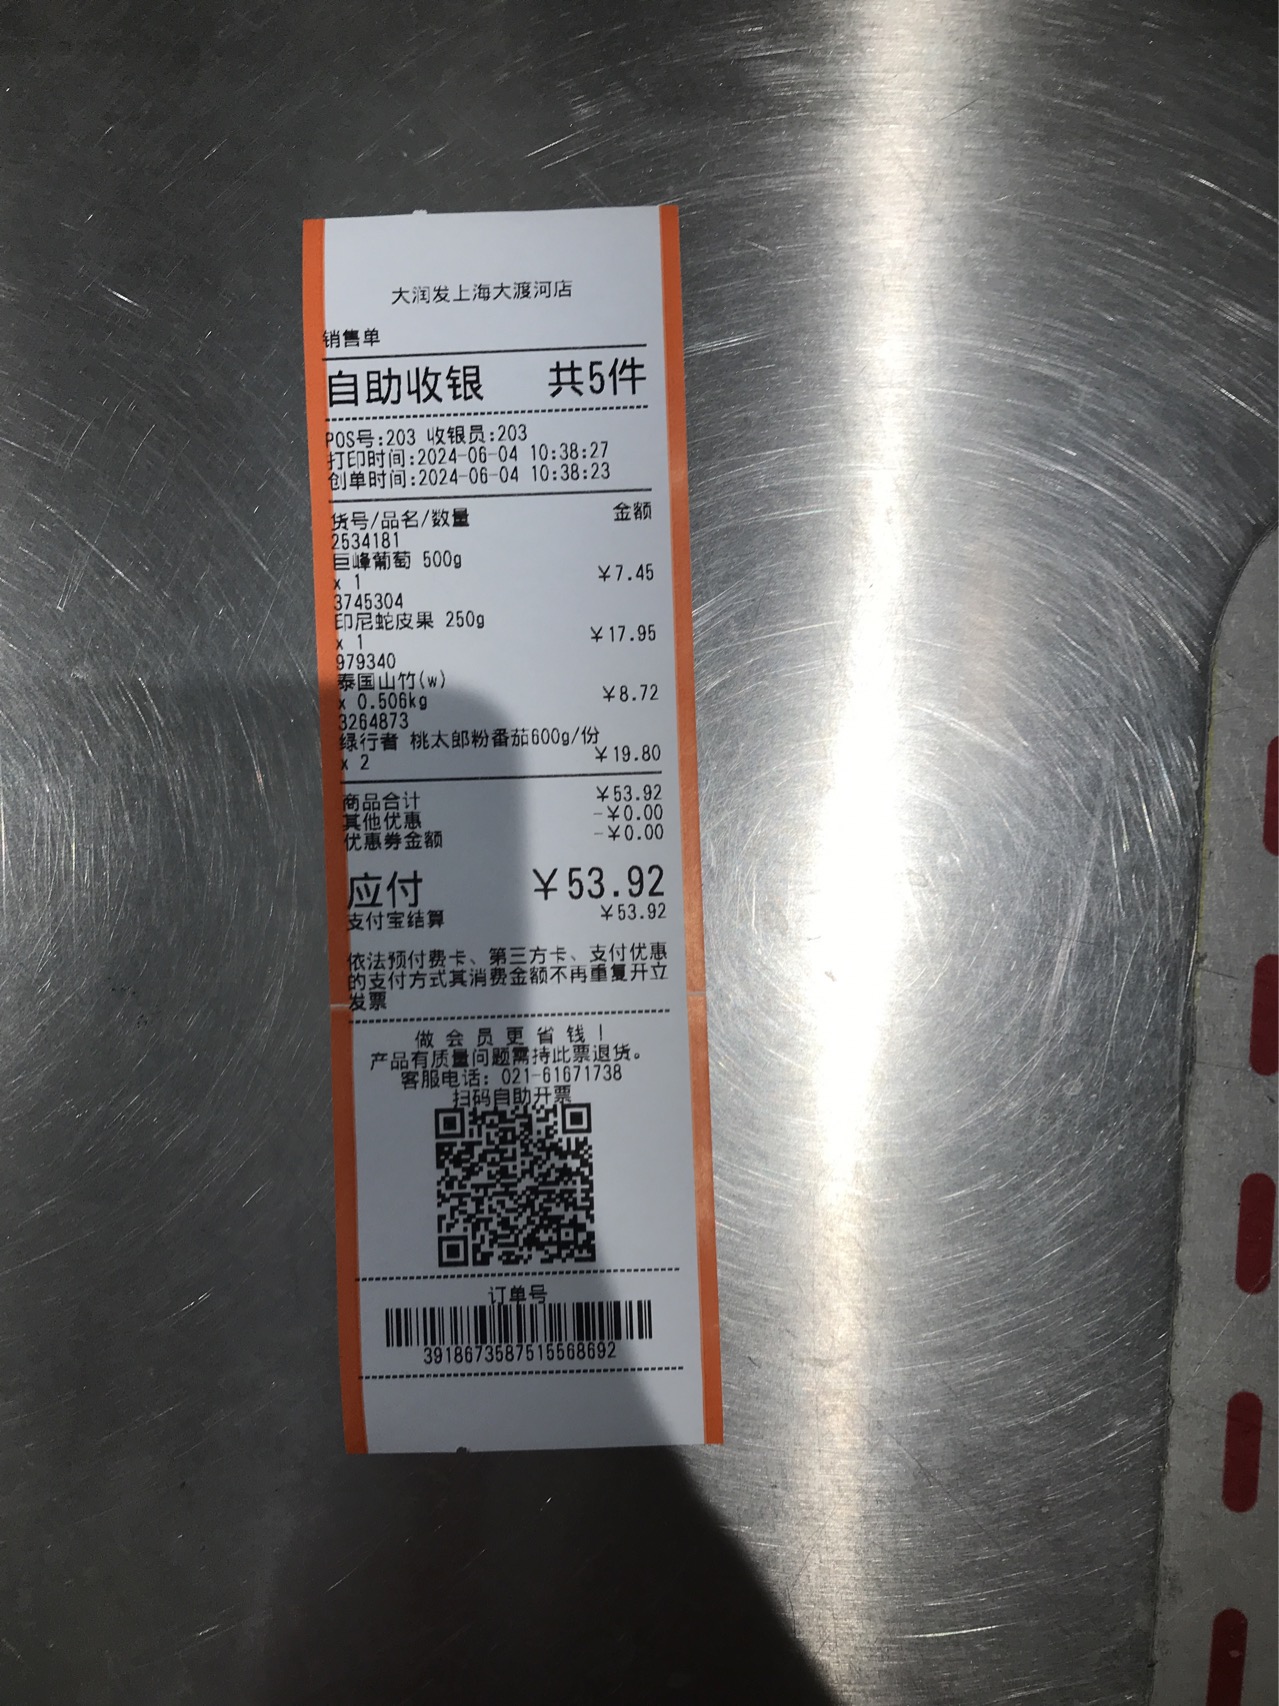 大润发上海大渡河店
销售单
自助收银 共5件
POS号:203 收银员:203
打印时间:2024-06-04 10:38:27
创单时间:2024-06-04 10:38:23
货号/品名/数量 金额
2534181
巨峰葡萄 500g
x 1 ￥7.45
3745304
印尼蛇皮果 250g
x 1 ￥17.95
979340
泰国山竹(w)
x 0.506kg ￥8.72
3264873
绿行者 桃太郎粉番茄600g/份
x 2 ￥19.80
商品合计 ￥53.92
其他优惠 -￥0.00
优惠券金额 -￥0.00
应付 ￥53.92
支付宝结算 ￥53.92
依法预付费卡、第三方卡、支付优惠
的支付方式其消费金额不再重复开立
发票
做会员更省钱！
产品有质量问题需持此票退货。
客服电话: 021-61671738
扫码自助开票
订单号
3918673587515568692